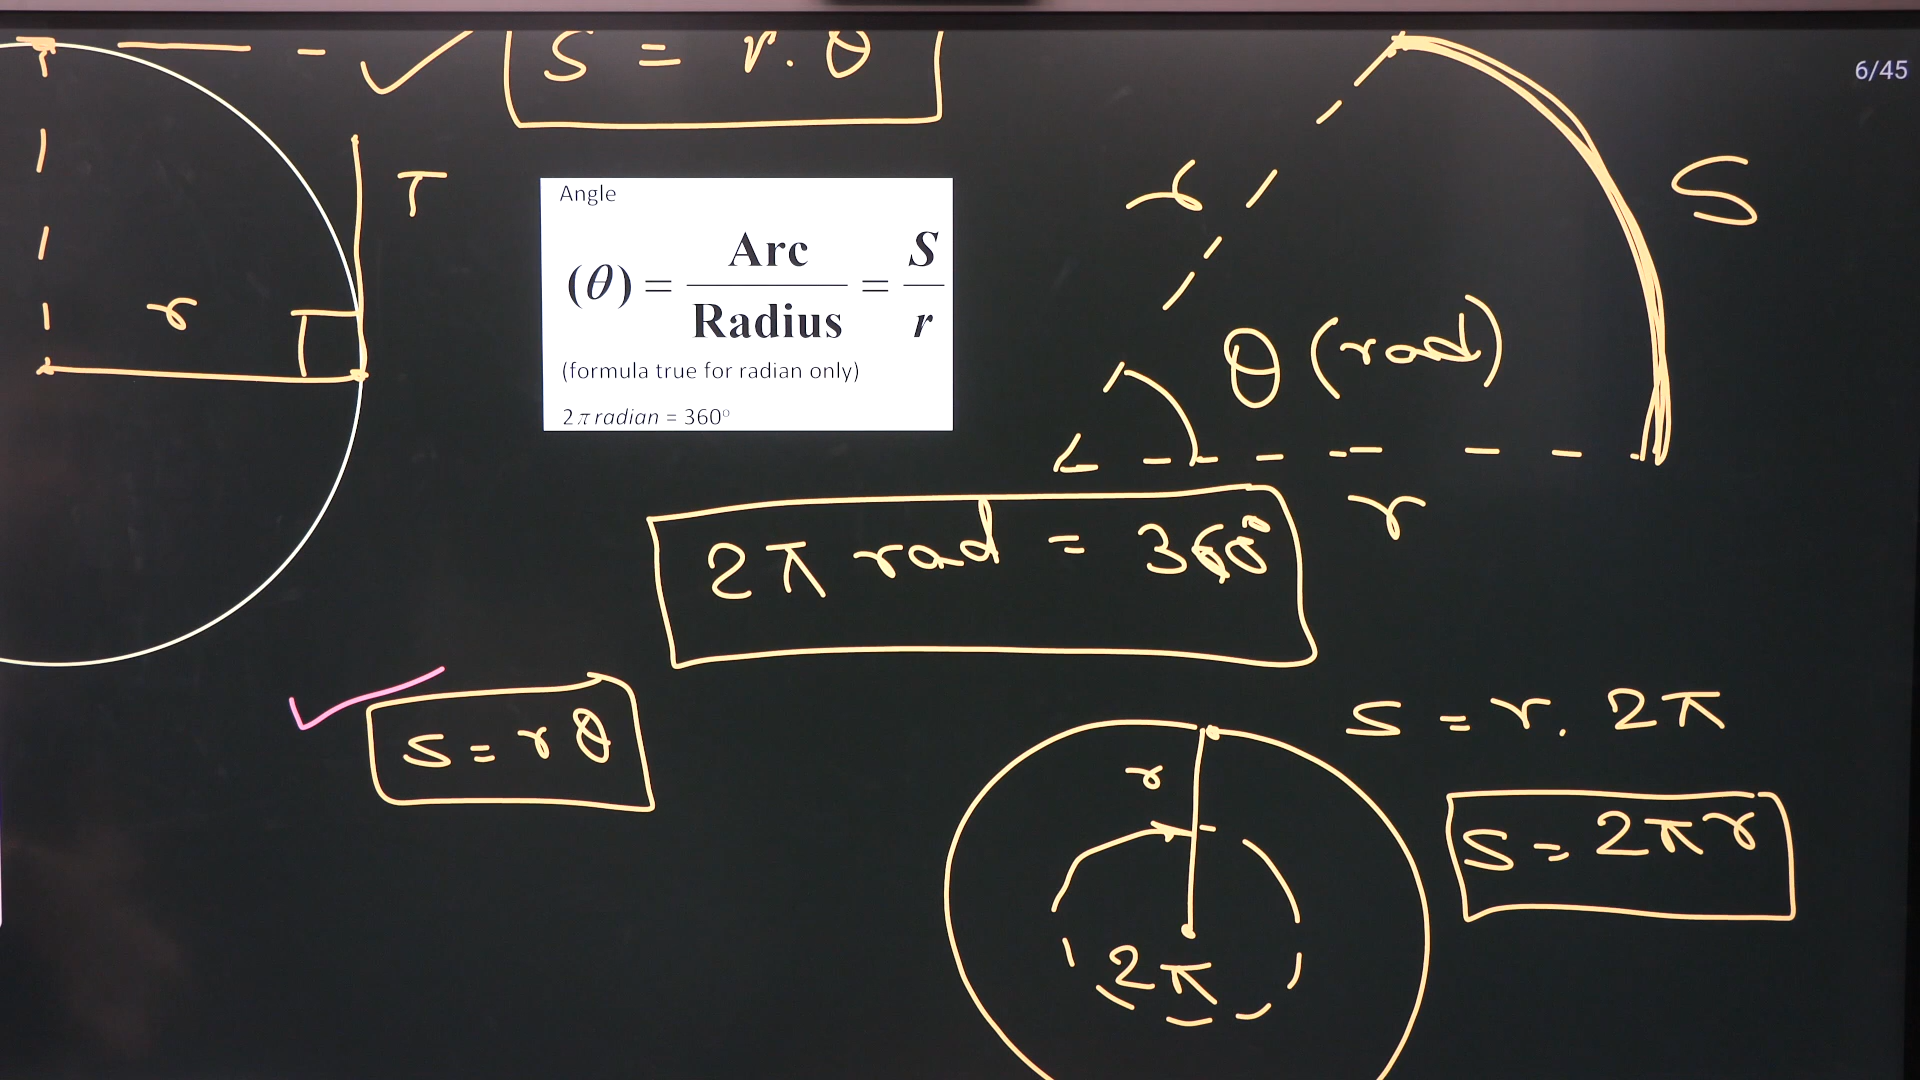 S = r.θ
6/45
T
r
Angle
(θ) = Arc / Radius = S / r
(formula true for radian only)
2π radian = 360°
r
S
θ (rad)
r
2π rad = 360°
S = rθ
S = r. 2π
r
S = 2πr
2π